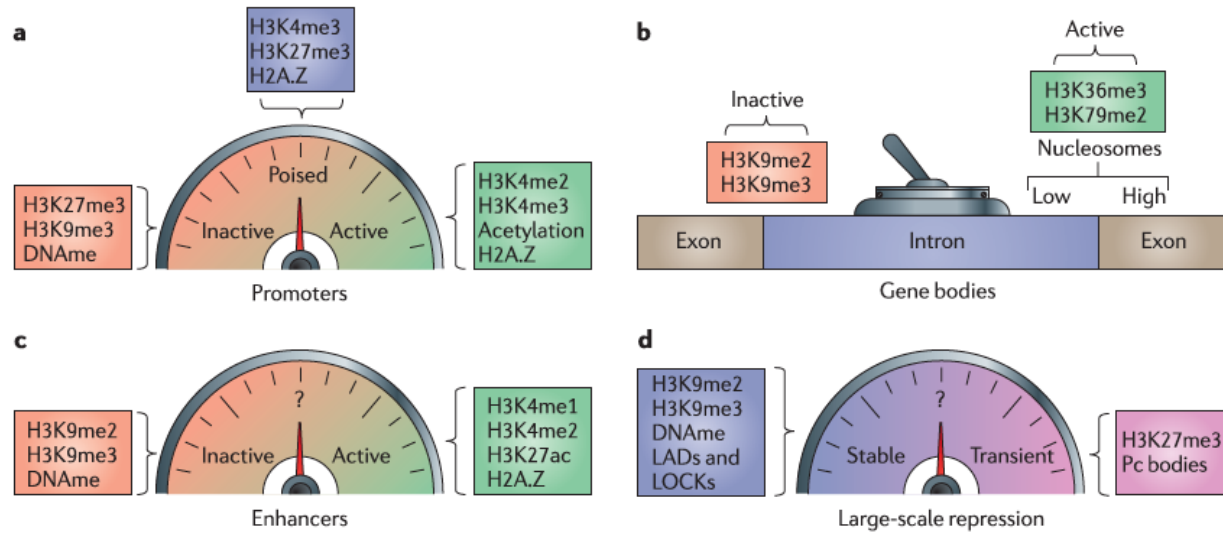 a
H3K4me3
H3K27me3
H2A.Z
Poised
H3K27me3
H3K9me3
DNAme
Inactive
Active
H3K4me2
H3K4me3
Acetylation
H2A.Z
Promoters
b
Active
H3K36me3
H3K79me2
Inactive
H3K9me2
H3K9me3
Nucleosomes
Low
High
Exon
Intron
Exon
Gene bodies
c
?
H3K9me2
H3K9me3
DNAme
Inactive
Active
H3K4me1
H3K4me2
H3K27ac
H2A.Z
Enhancers
d
H3K9me2
H3K9me3
DNAme
LADs and
LOCKs
?
Stable
Transient
H3K27me3
Pc bodies
Large-scale repression